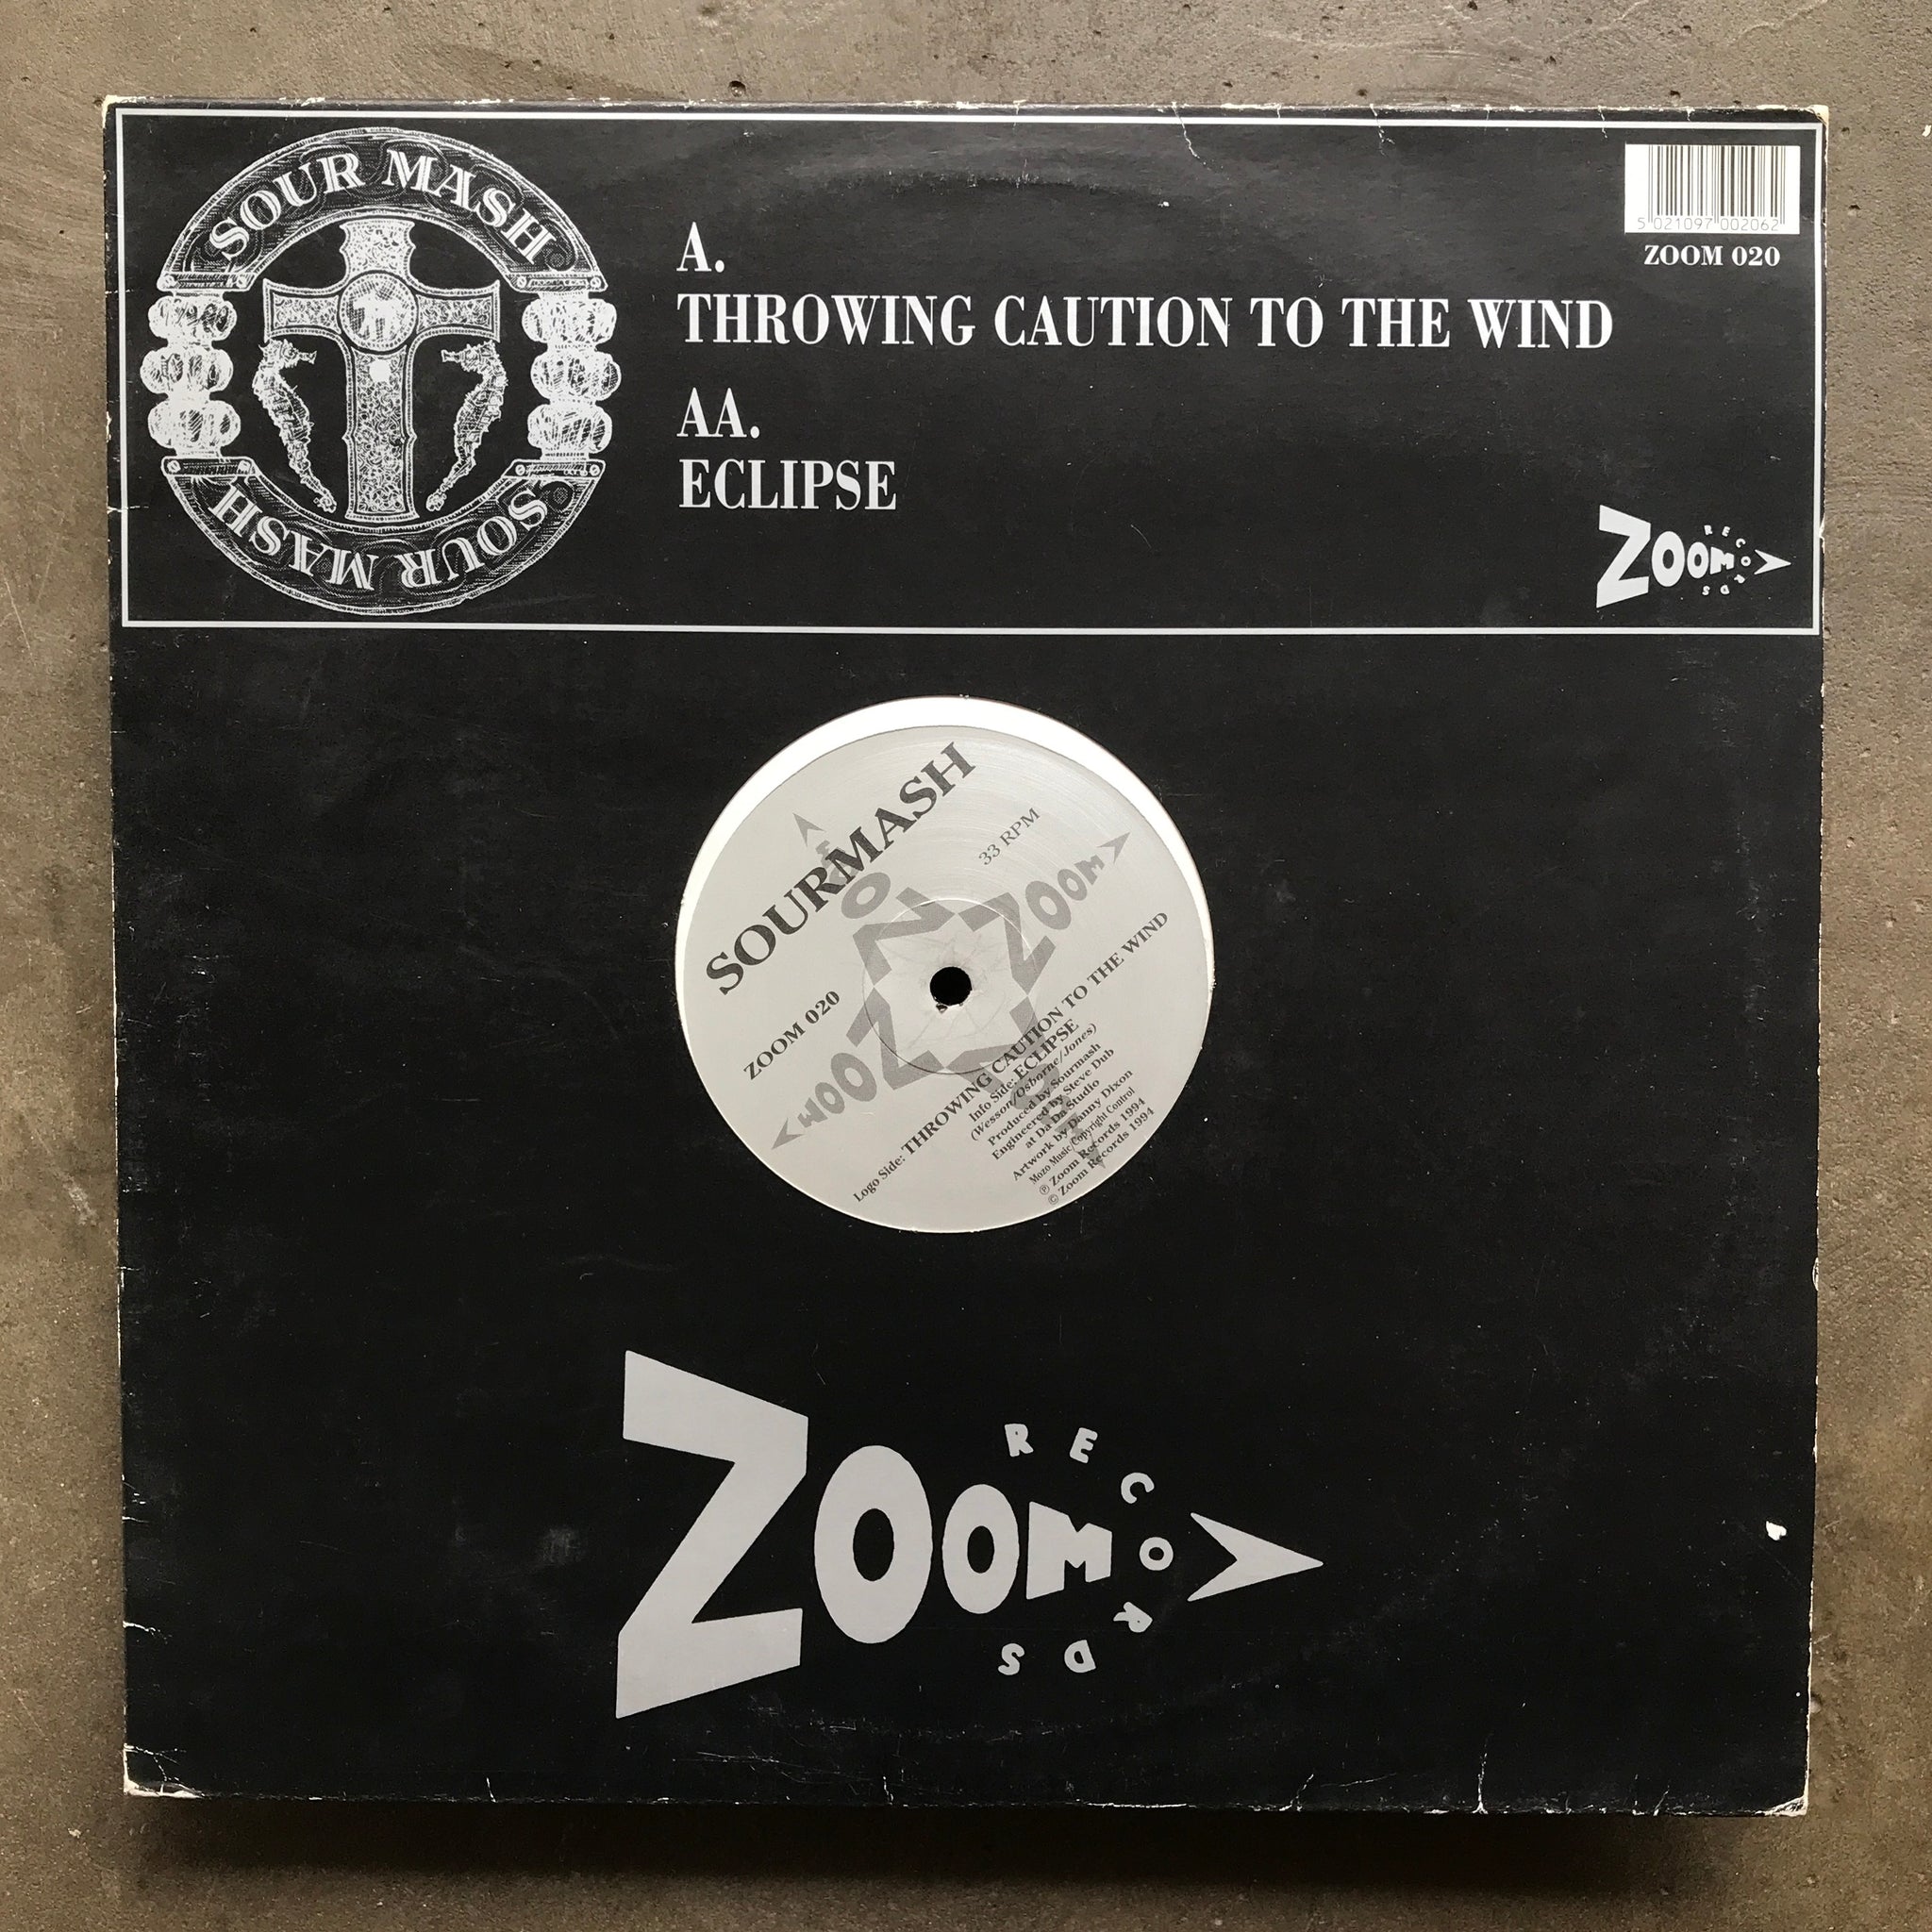 SOUR MASH
SOUR MASH
A.
THROWING CAUTION TO THE WIND
AA.
ECLIPSE
5 021097 002062
ZOOM 020
ZOOM RECORDS
SOURMASH
33 RPM
ZOOM 020
ZOOM
ZOOM
Logo Side: THROWING CAUTION TO THE WIND
Info Side: ECLIPSE
(Wesson/Osborne/Jones)
Produced by Sourmash
Engineered by Steve Dub
at Da Da Studio
Artwork by Danny Dixon
Mozo Music/Copyright Control
℗ Zoom Records 1994
© Zoom Records 1994
ZOOM RECORDS